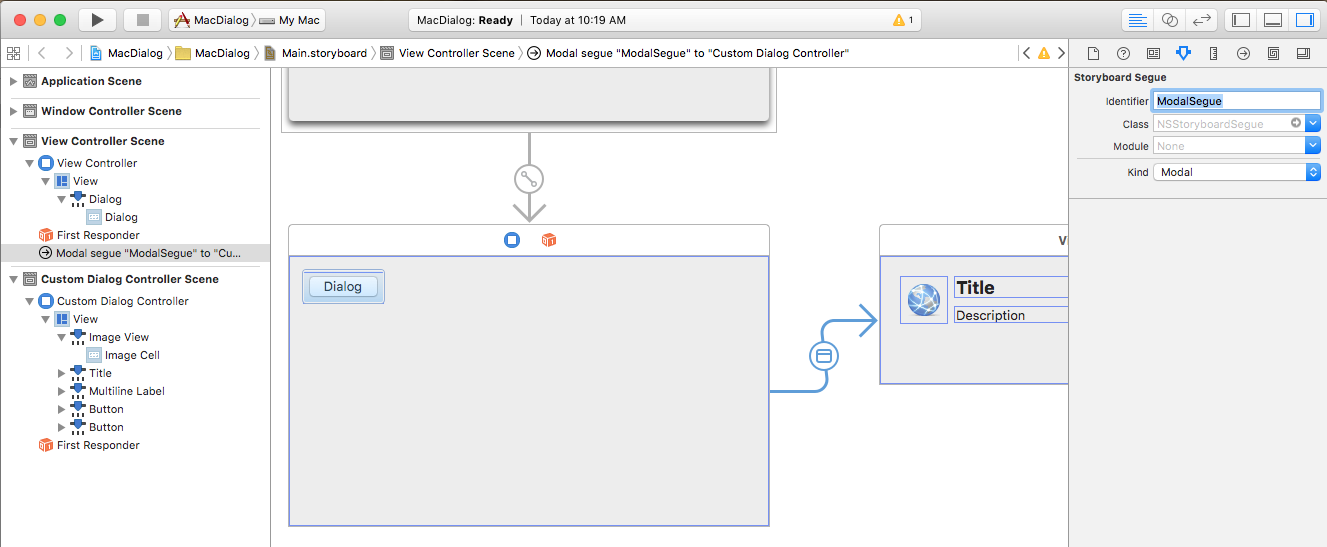 MacDialog My Mac MacDialog: Ready Today at 10:19 AM 1
MacDialog MacDialog Main.storyboard View Controller Scene Modal segue "ModalSegue" to "Custom Dialog Controller"
Application Scene
Window Controller Scene
View Controller Scene
View Controller
View
Dialog
Dialog
First Responder
Modal segue "ModalSegue" to "Cu...
Custom Dialog Controller Scene
Custom Dialog Controller
View
Image View
Image Cell
Title
Multiline Label
Button
Button
First Responder
Dialog
Title
Description
Storyboard Segue
Identifier ModalSegue
Class NSStoryboardSegue
Module None
Kind Modal